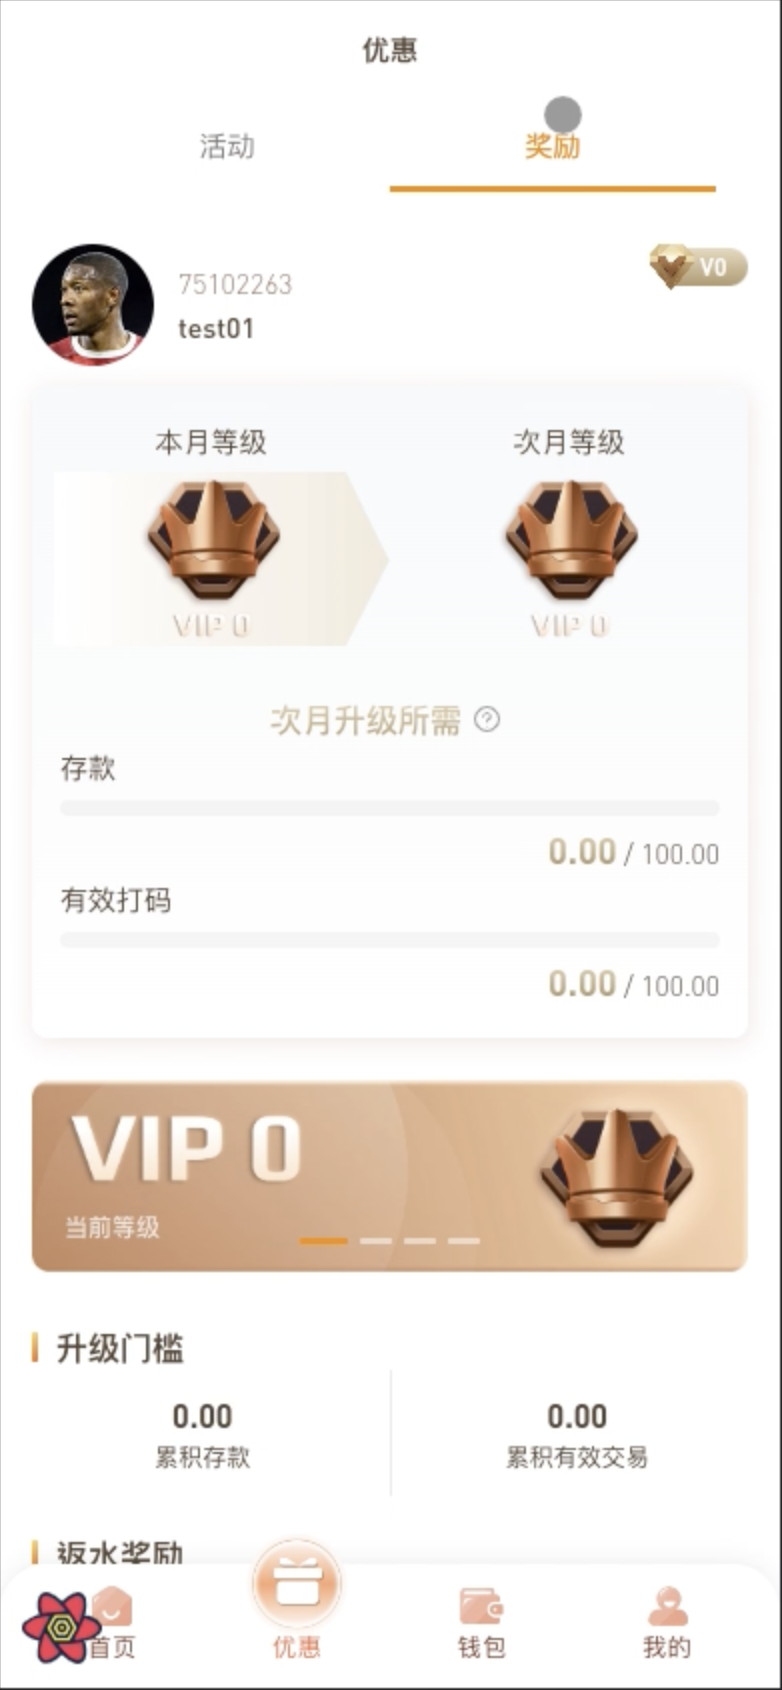 优惠
活动
奖励
75102263
V0
test01
本月等级
次月等级
VIP 0
VIP 0
次月升级所需 ?
存款
0.00 / 100.00
有效打码
0.00 / 100.00
VIP 0
当前等级
升级门槛
0.00
0.00
累积存款
累积有效交易
返水奖励
首页
优惠
钱包
我的